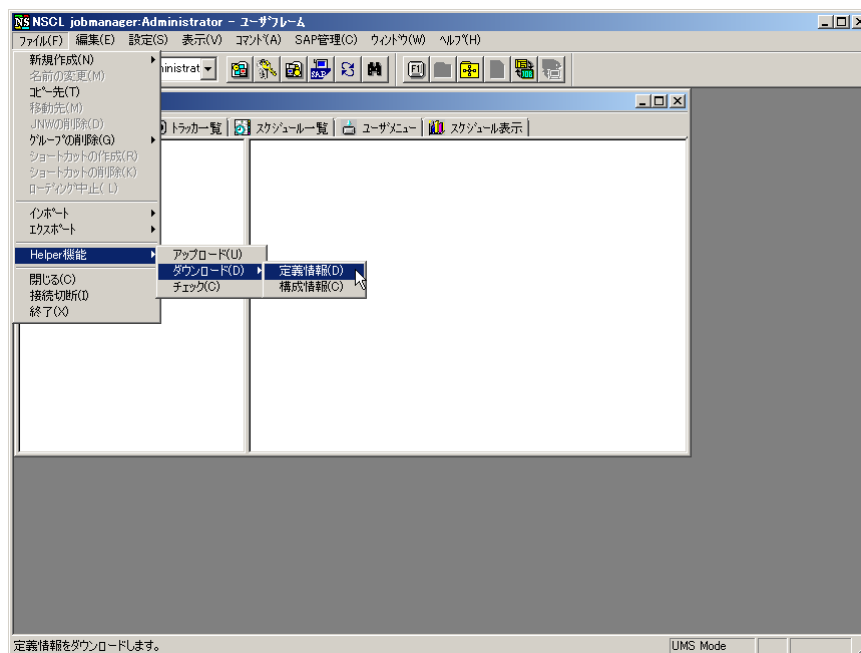 NS NSCL jobmanager:Administrator - ユーザフレーム
ファイル(F) 編集(E) 設定(S) 表示(V) コマンド(A) SAP管理(C) ウィンドウ(W) ヘルプ(H)
新規作成(N)
名前の変更(M)
コピー先(T)
移動先(M)
JNWの削除(D)
グループの削除(G)
ショートカットの作成(R)
ショートカットの削除(K)
ローディング中止(L)
インポート
エクスポート
Helper機能
閉じる(C)
接続切断(I)
終了(X)
アップロード(U)
ダウンロード(D)
チェック(C)
定義情報(D)
構成情報(C)
inistrat
SAP
F1
トラッカ一覧 スケジュール一覧 ユーザメニュー スケジュール表示
定義情報をダウンロードします。
UMS Mode